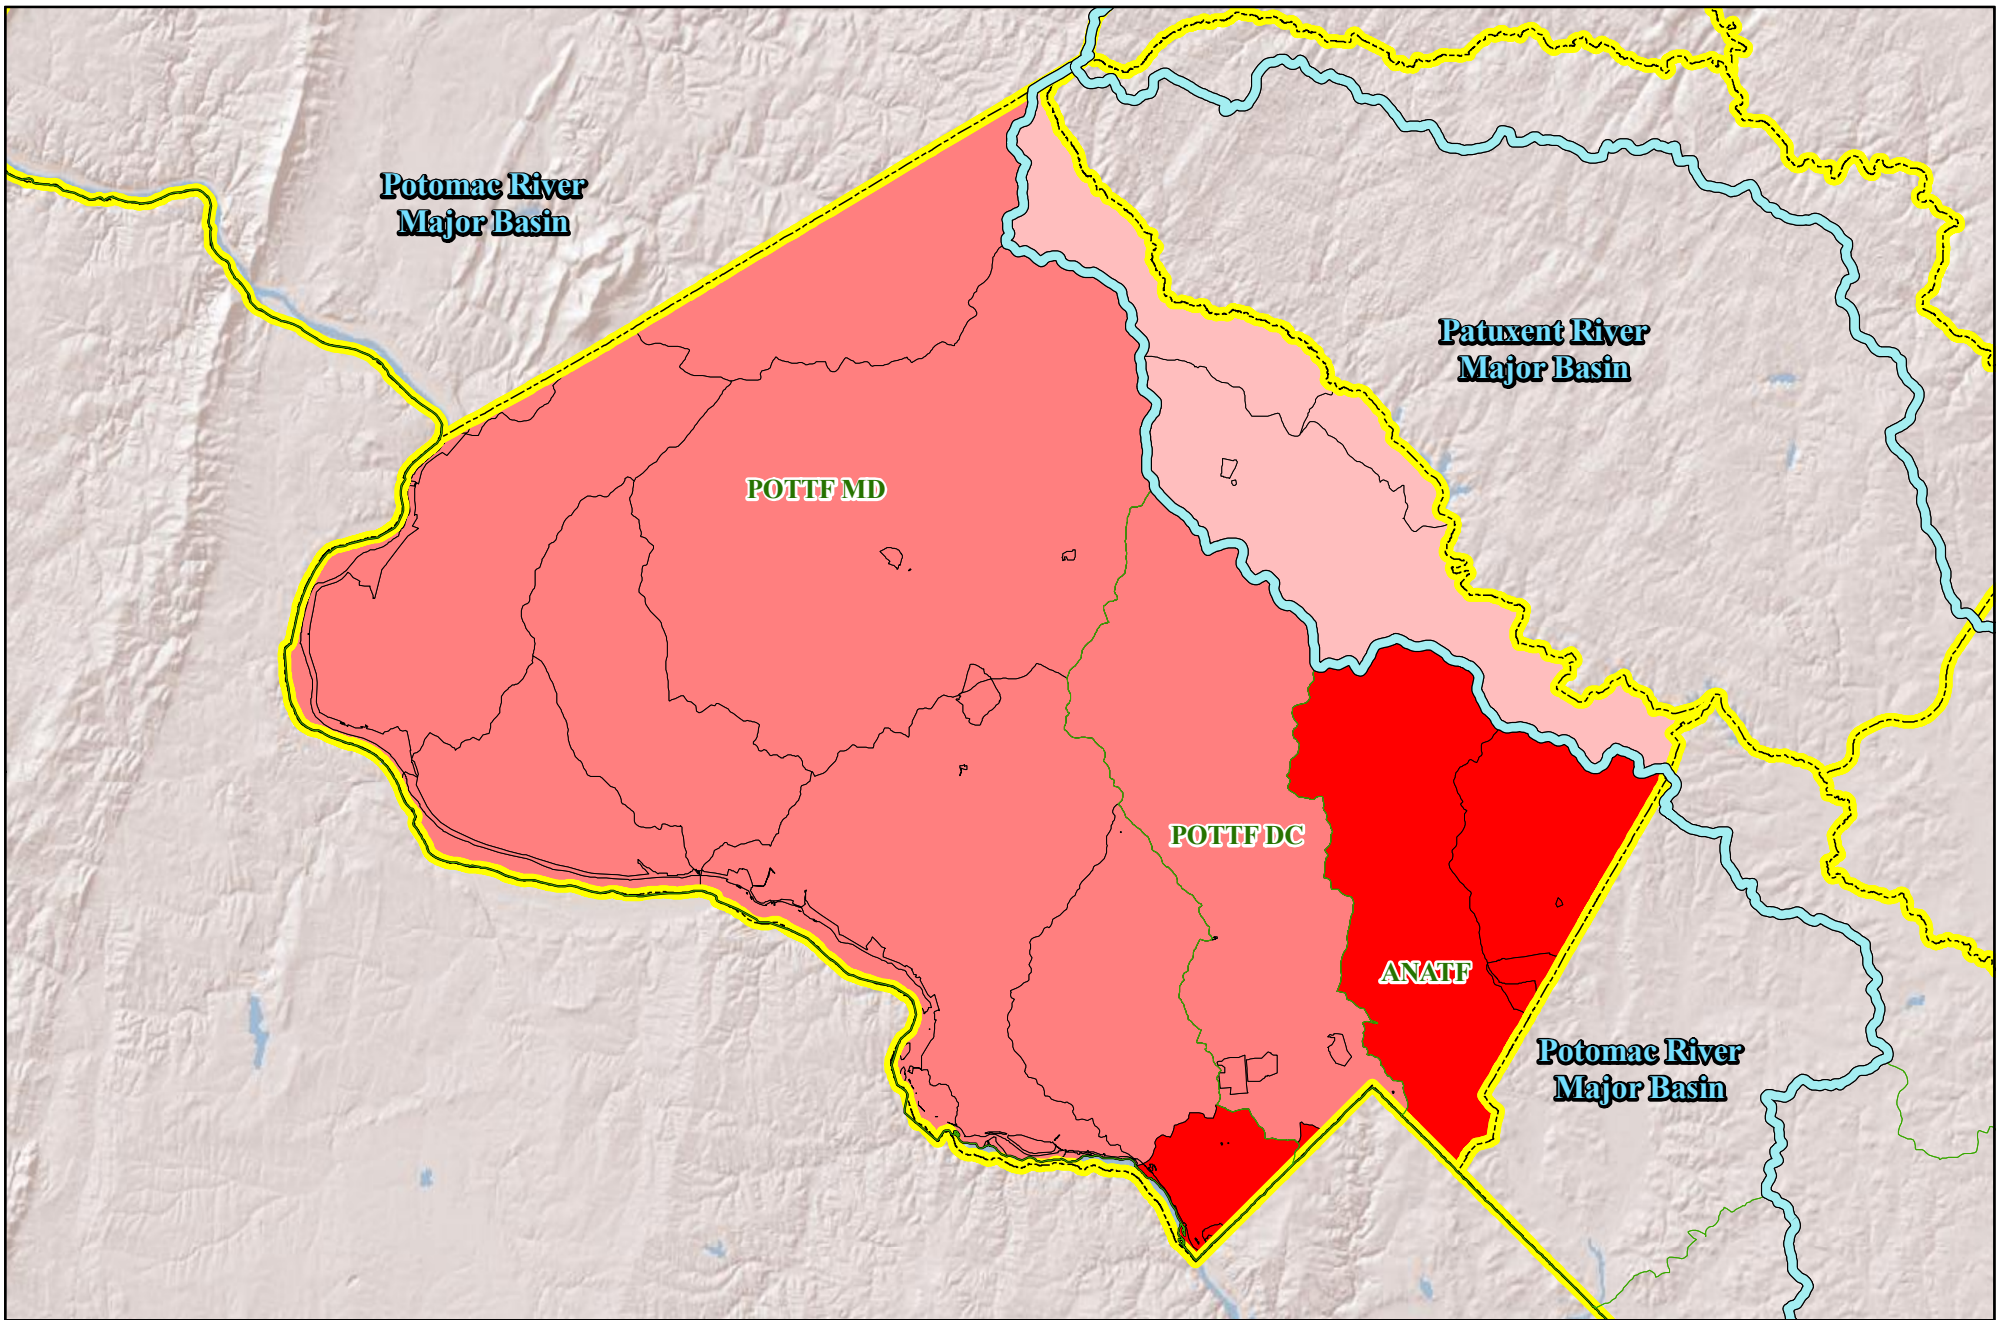 Potomac River
Major Basin
Patuxent River
Major Basin
POTTF MD
POTTF DC
ANATF
Potomac River
Major Basin